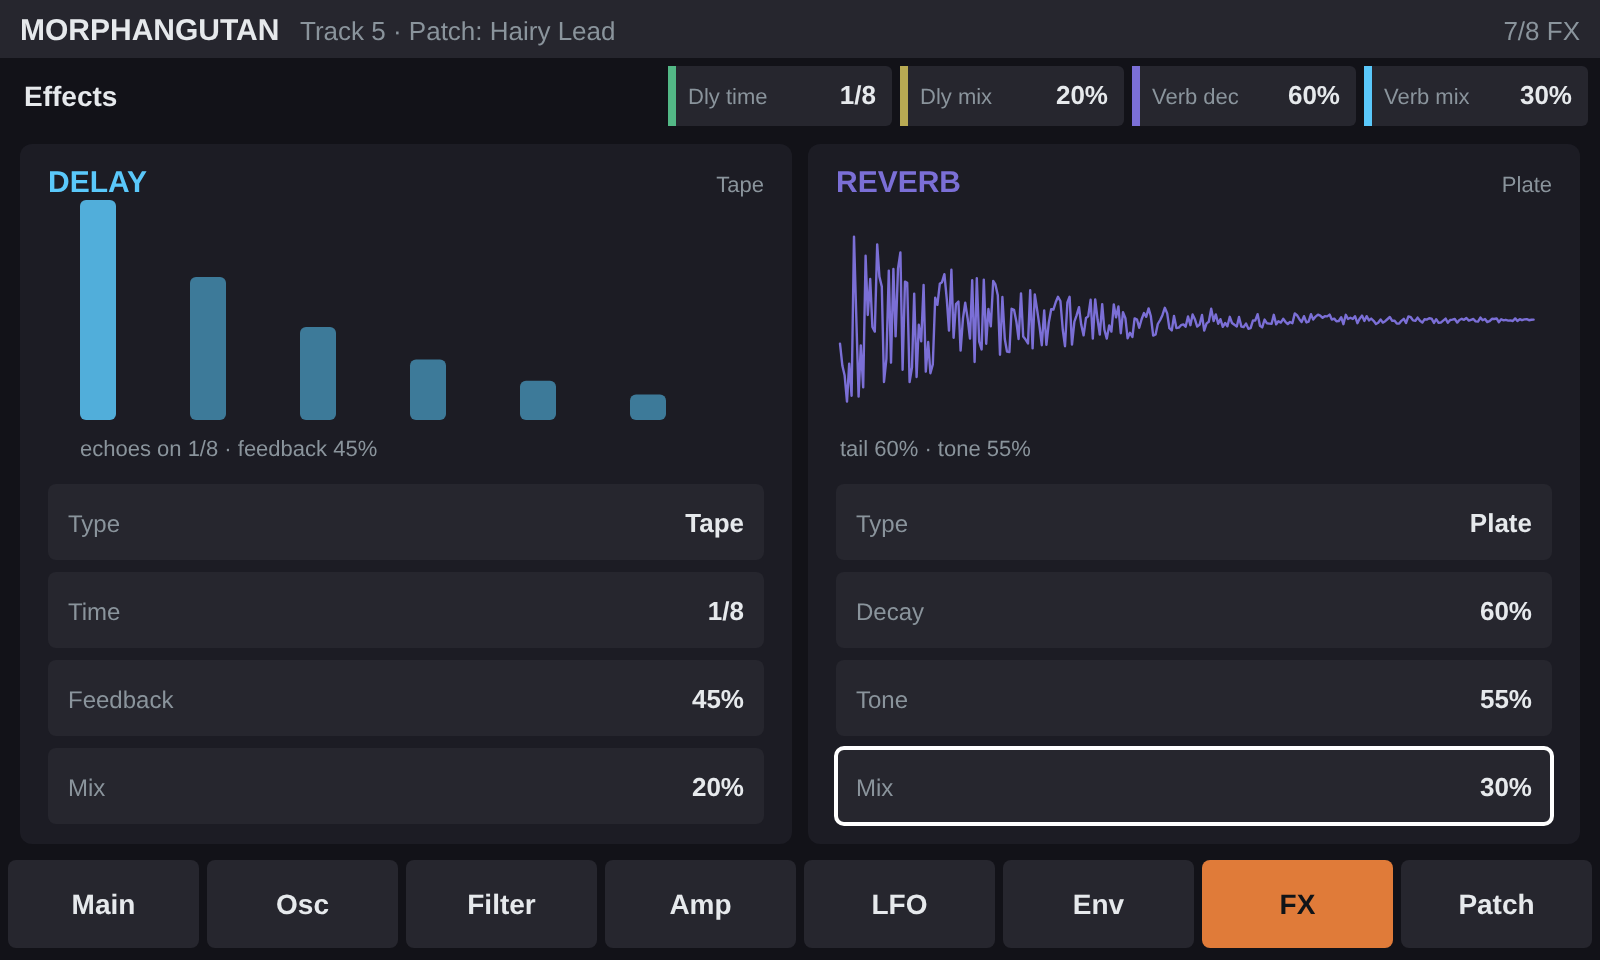 MORPHANGUTAN Track 5 · Patch: Hairy Lead 7/8 FX
Effects Dly time 1/8 Dly mix 20% Verb dec 60% Verb mix 30%
DELAY Tape
echoes on 1/8 · feedback 45%
Type Tape
Time 1/8
Feedback 45%
Mix 20%
REVERB Plate
tail 60% · tone 55%
Type Plate
Decay 60%
Tone 55%
Mix 30%
Main Osc Filter Amp LFO Env FX Patch